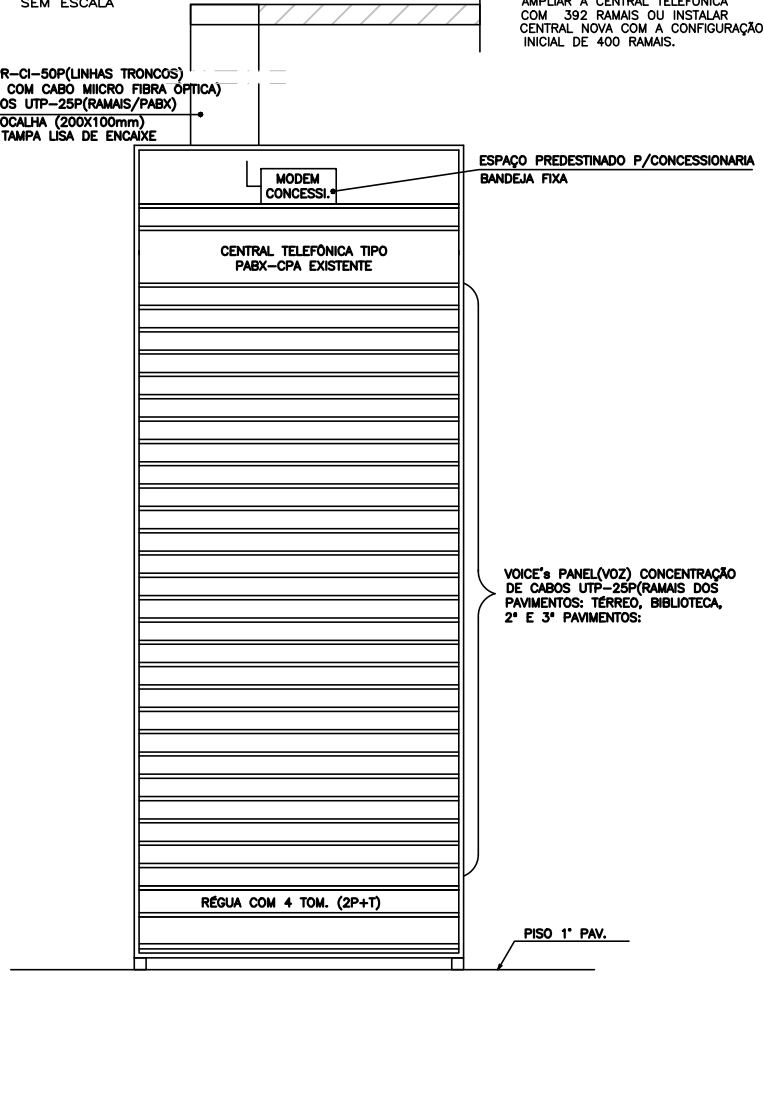 SEM ESCALA
AMPLIAR A CENTRAL TELEFÔNICA
COM 392 RAMAIS OU INSTALAR
CENTRAL NOVA COM A CONFIGURAÇÃO
INICIAL DE 400 RAMAIS.
R-CI-50P(LINHAS TRONCOS)
COM CABO MIICRO FIBRA ÓPTICA)
OS UTP-25P(RAMAIS/PABX)
OCALHA (200X100mm)
TAMPA LISA DE ENCAIXE
ESPAÇO PREDESTINADO P/CONCESSIONARIA
BANDEJA FIXA
MODEM
CONCESSI.
CENTRAL TELEFÔNICA TIPO
PABX-CPA EXISTENTE
VOICE's PANEL(VOZ) CONCENTRAÇÃO
DE CABOS UTP-25P(RAMAIS DOS
PAVIMENTOS: TÉRREO, BIBLIOTECA,
2° E 3° PAVIMENTOS:
RÉGUA COM 4 TOM. (2P+T)
PISO 1° PAV.